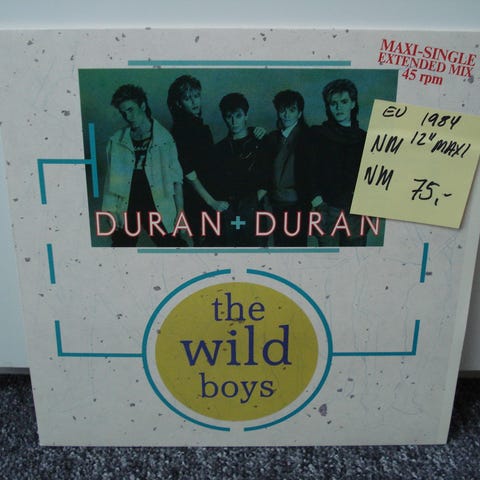 MAXI-SINGLE
EXTENDED MIX
45 rpm
EU 1984
NM 12" MAXI
NM 75,-
DURAN + DURAN
the
wild
boys